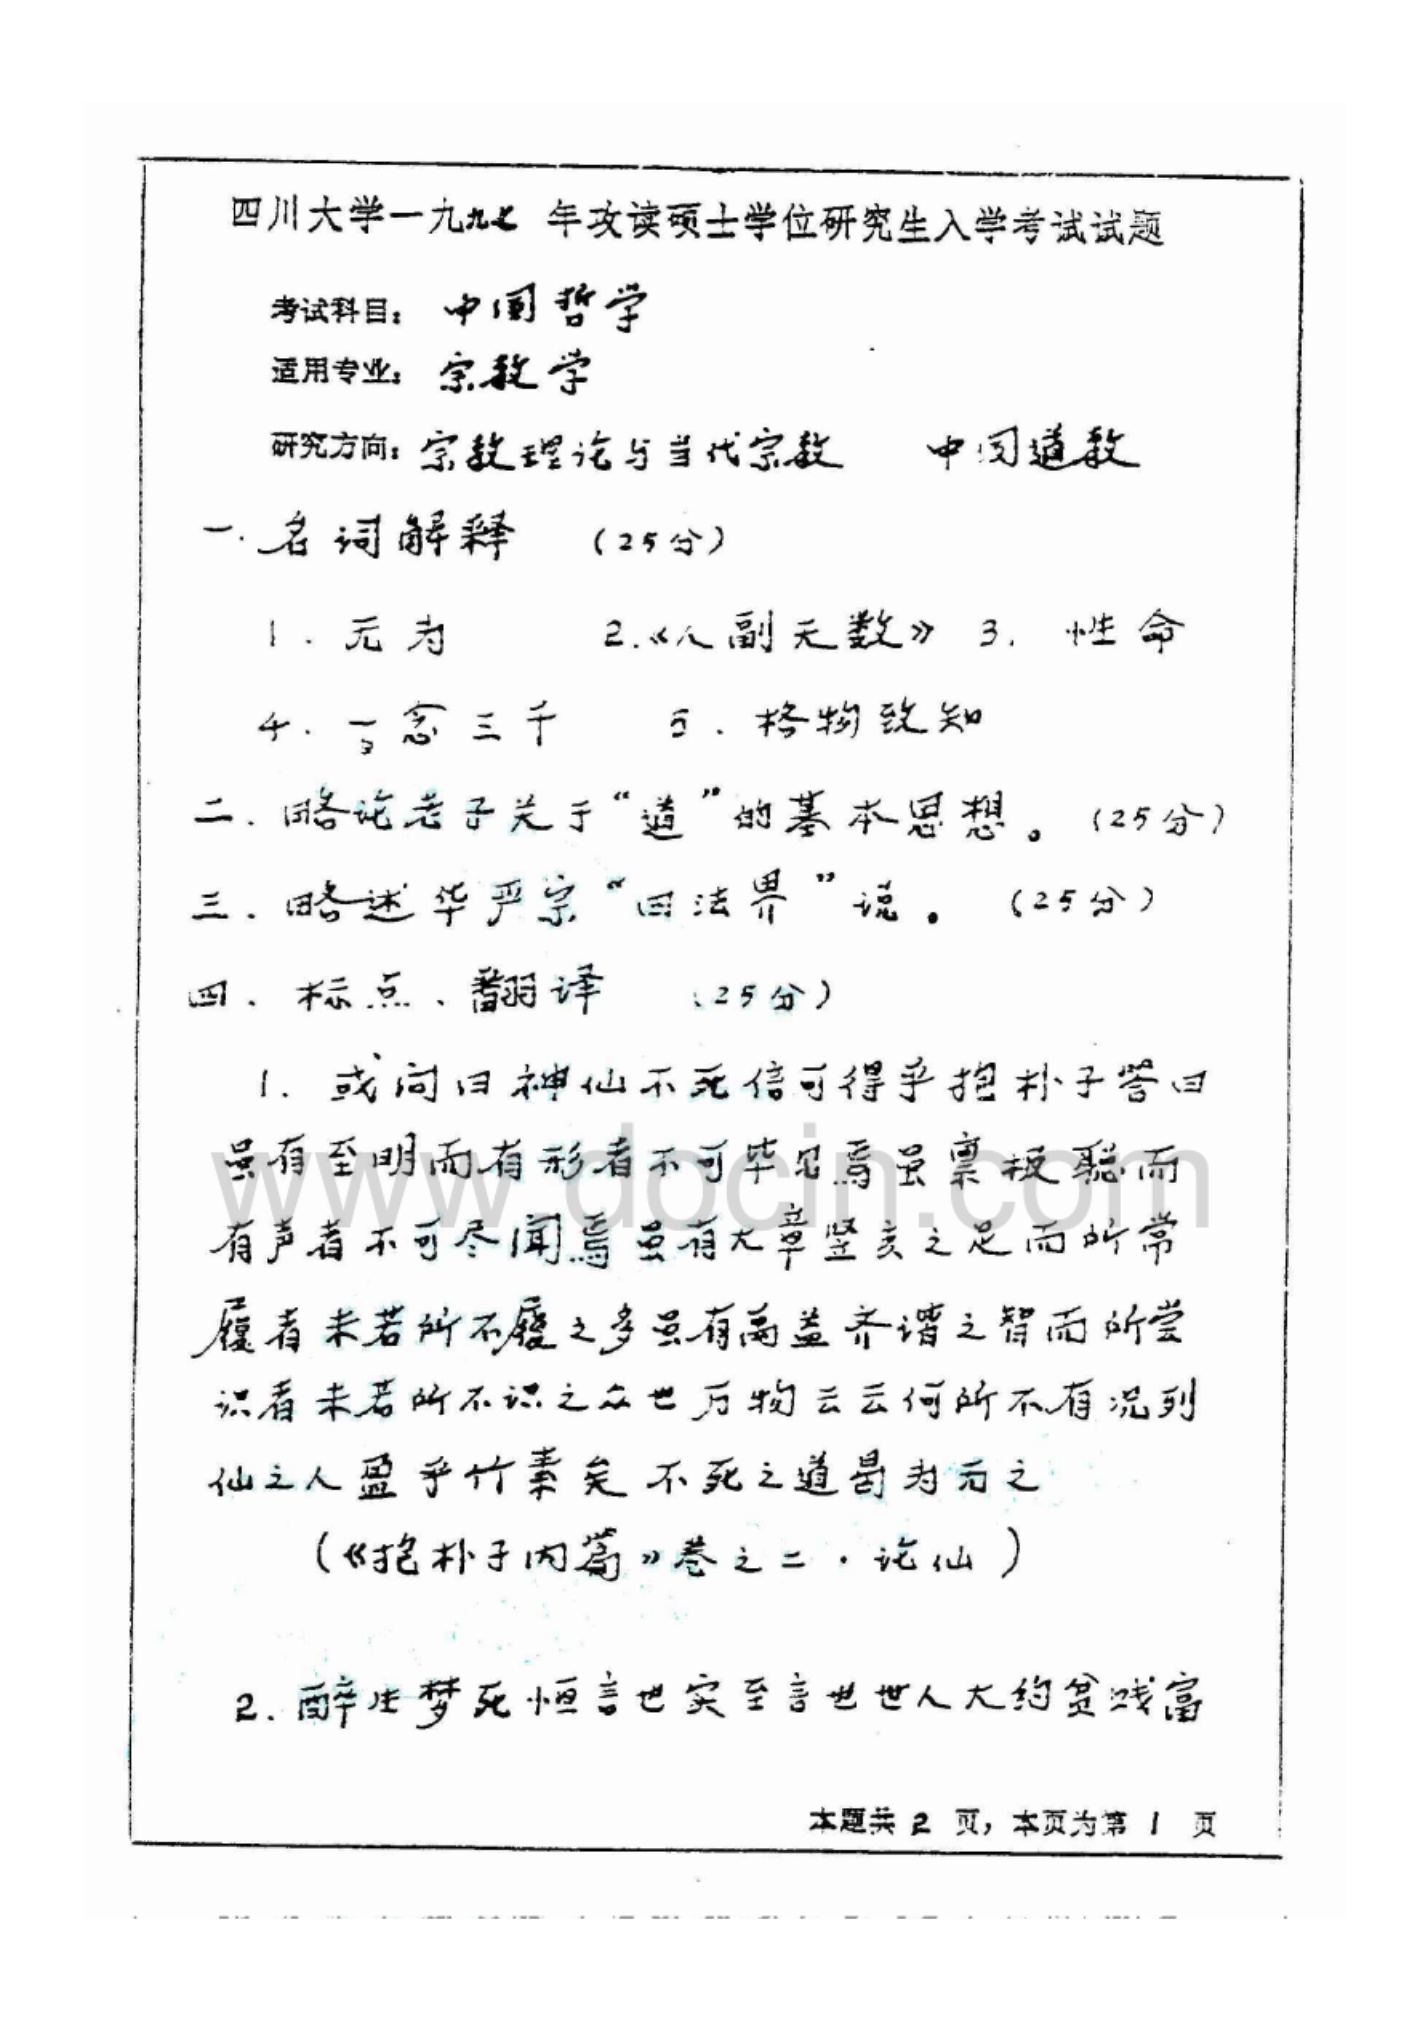 四川大学一九九七 年攻读硕士学位研究生入学考试试题
考试科目: 中国哲学
适用专业: 宗教学
研究方向: 宗教理论与当代宗教 中国道教
一.名词解释 (25分)
1.无为 2.《人副天数》 3.性命
4.一念三千 5.格物致知
二.略论老子关于“道”的基本思想。(25分)
三.略述华严宗“四法界”说。(25分)
四.标点、翻译 (25分)
1.或问曰神仙不死信可得乎抱朴子答曰
虽有至明而有形者不可毕见焉虽禀极聪而
有声者不可尽闻焉虽有大章竖亥之足而所常
履者未若所不履之多虽有禹益齐谐之智而所尝
识者未若所不识之众也万物云云何所不有况列
仙之人盈乎竹素矣不死之道曷为无之
(《抱朴子内篇》卷之二·论仙)
2.醉生梦死恒言也实至言也世人大约贫贱富
本题共 2 页,本页为第 1 页
www.docin.com